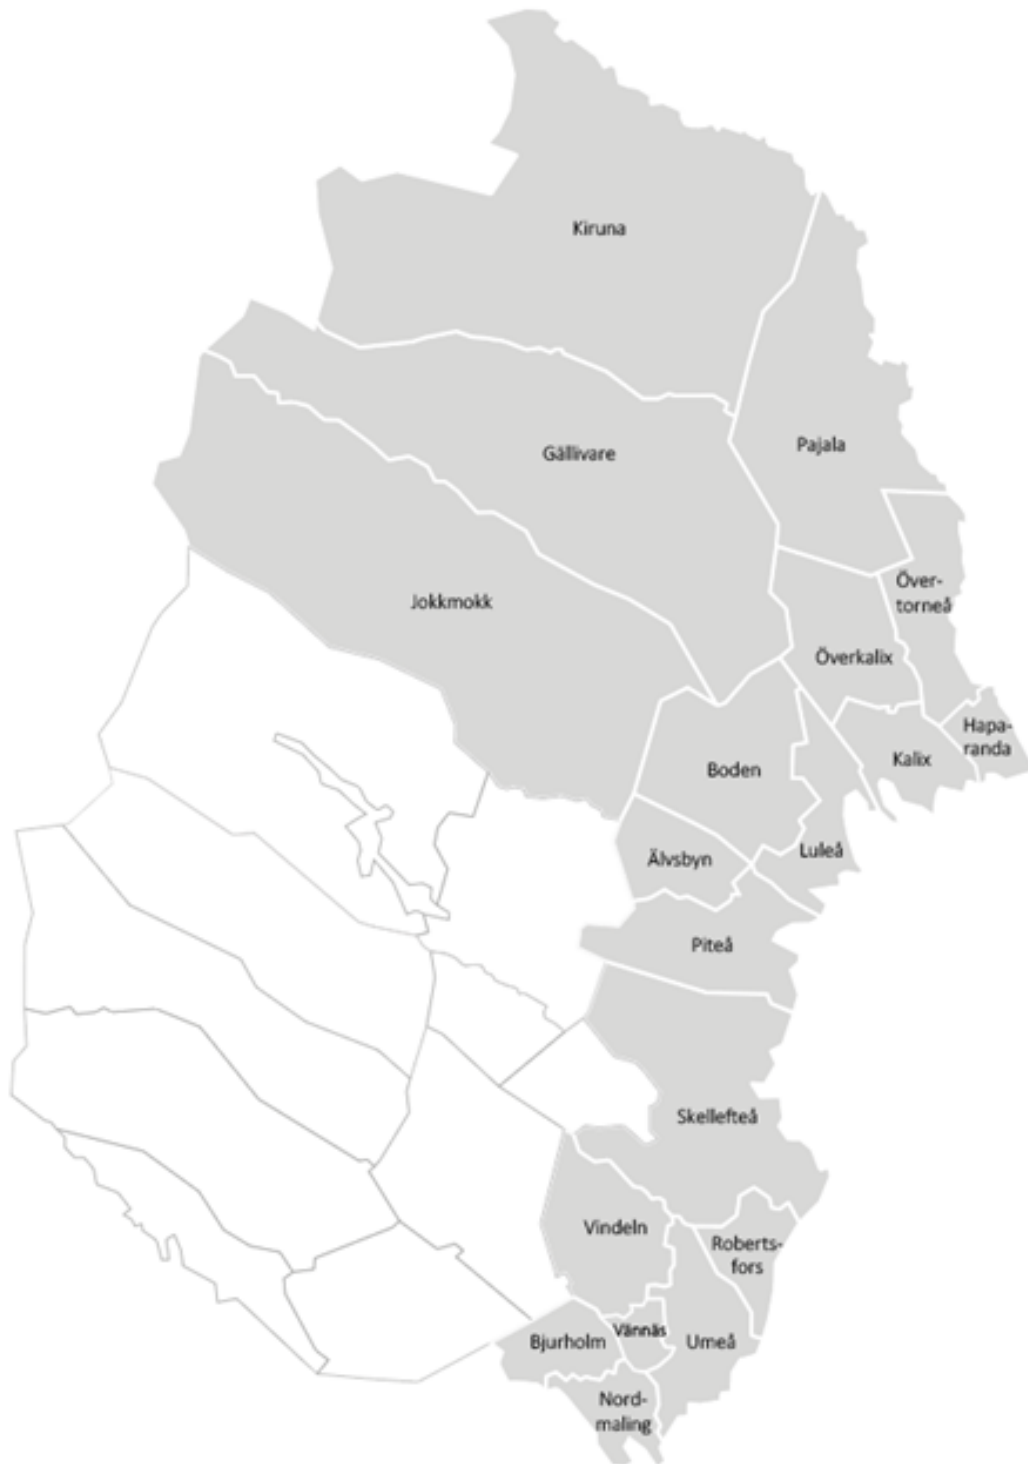 Kiruna
Pajala
Gällivare
Över-
torneå
Jokkmokk
Överkalix
Hapa-
randa
Kalix
Boden
Luleå
Älvsbyn
Piteå
Skellefteå
Vindeln
Roberts-
fors
Vännäs
Bjurholm
Umeå
Nord-
maling